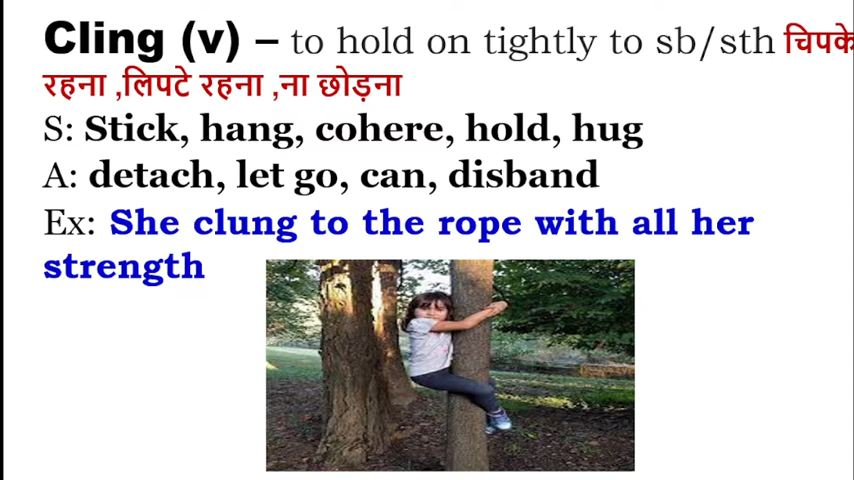 Cling (v) – to hold on tightly to sb/sth चिपके
रहना ,लिपटे रहना ,ना छोड़ना
S: Stick, hang, cohere, hold, hug
A: detach, let go, can, disband
Ex: She clung to the rope with all her
strength